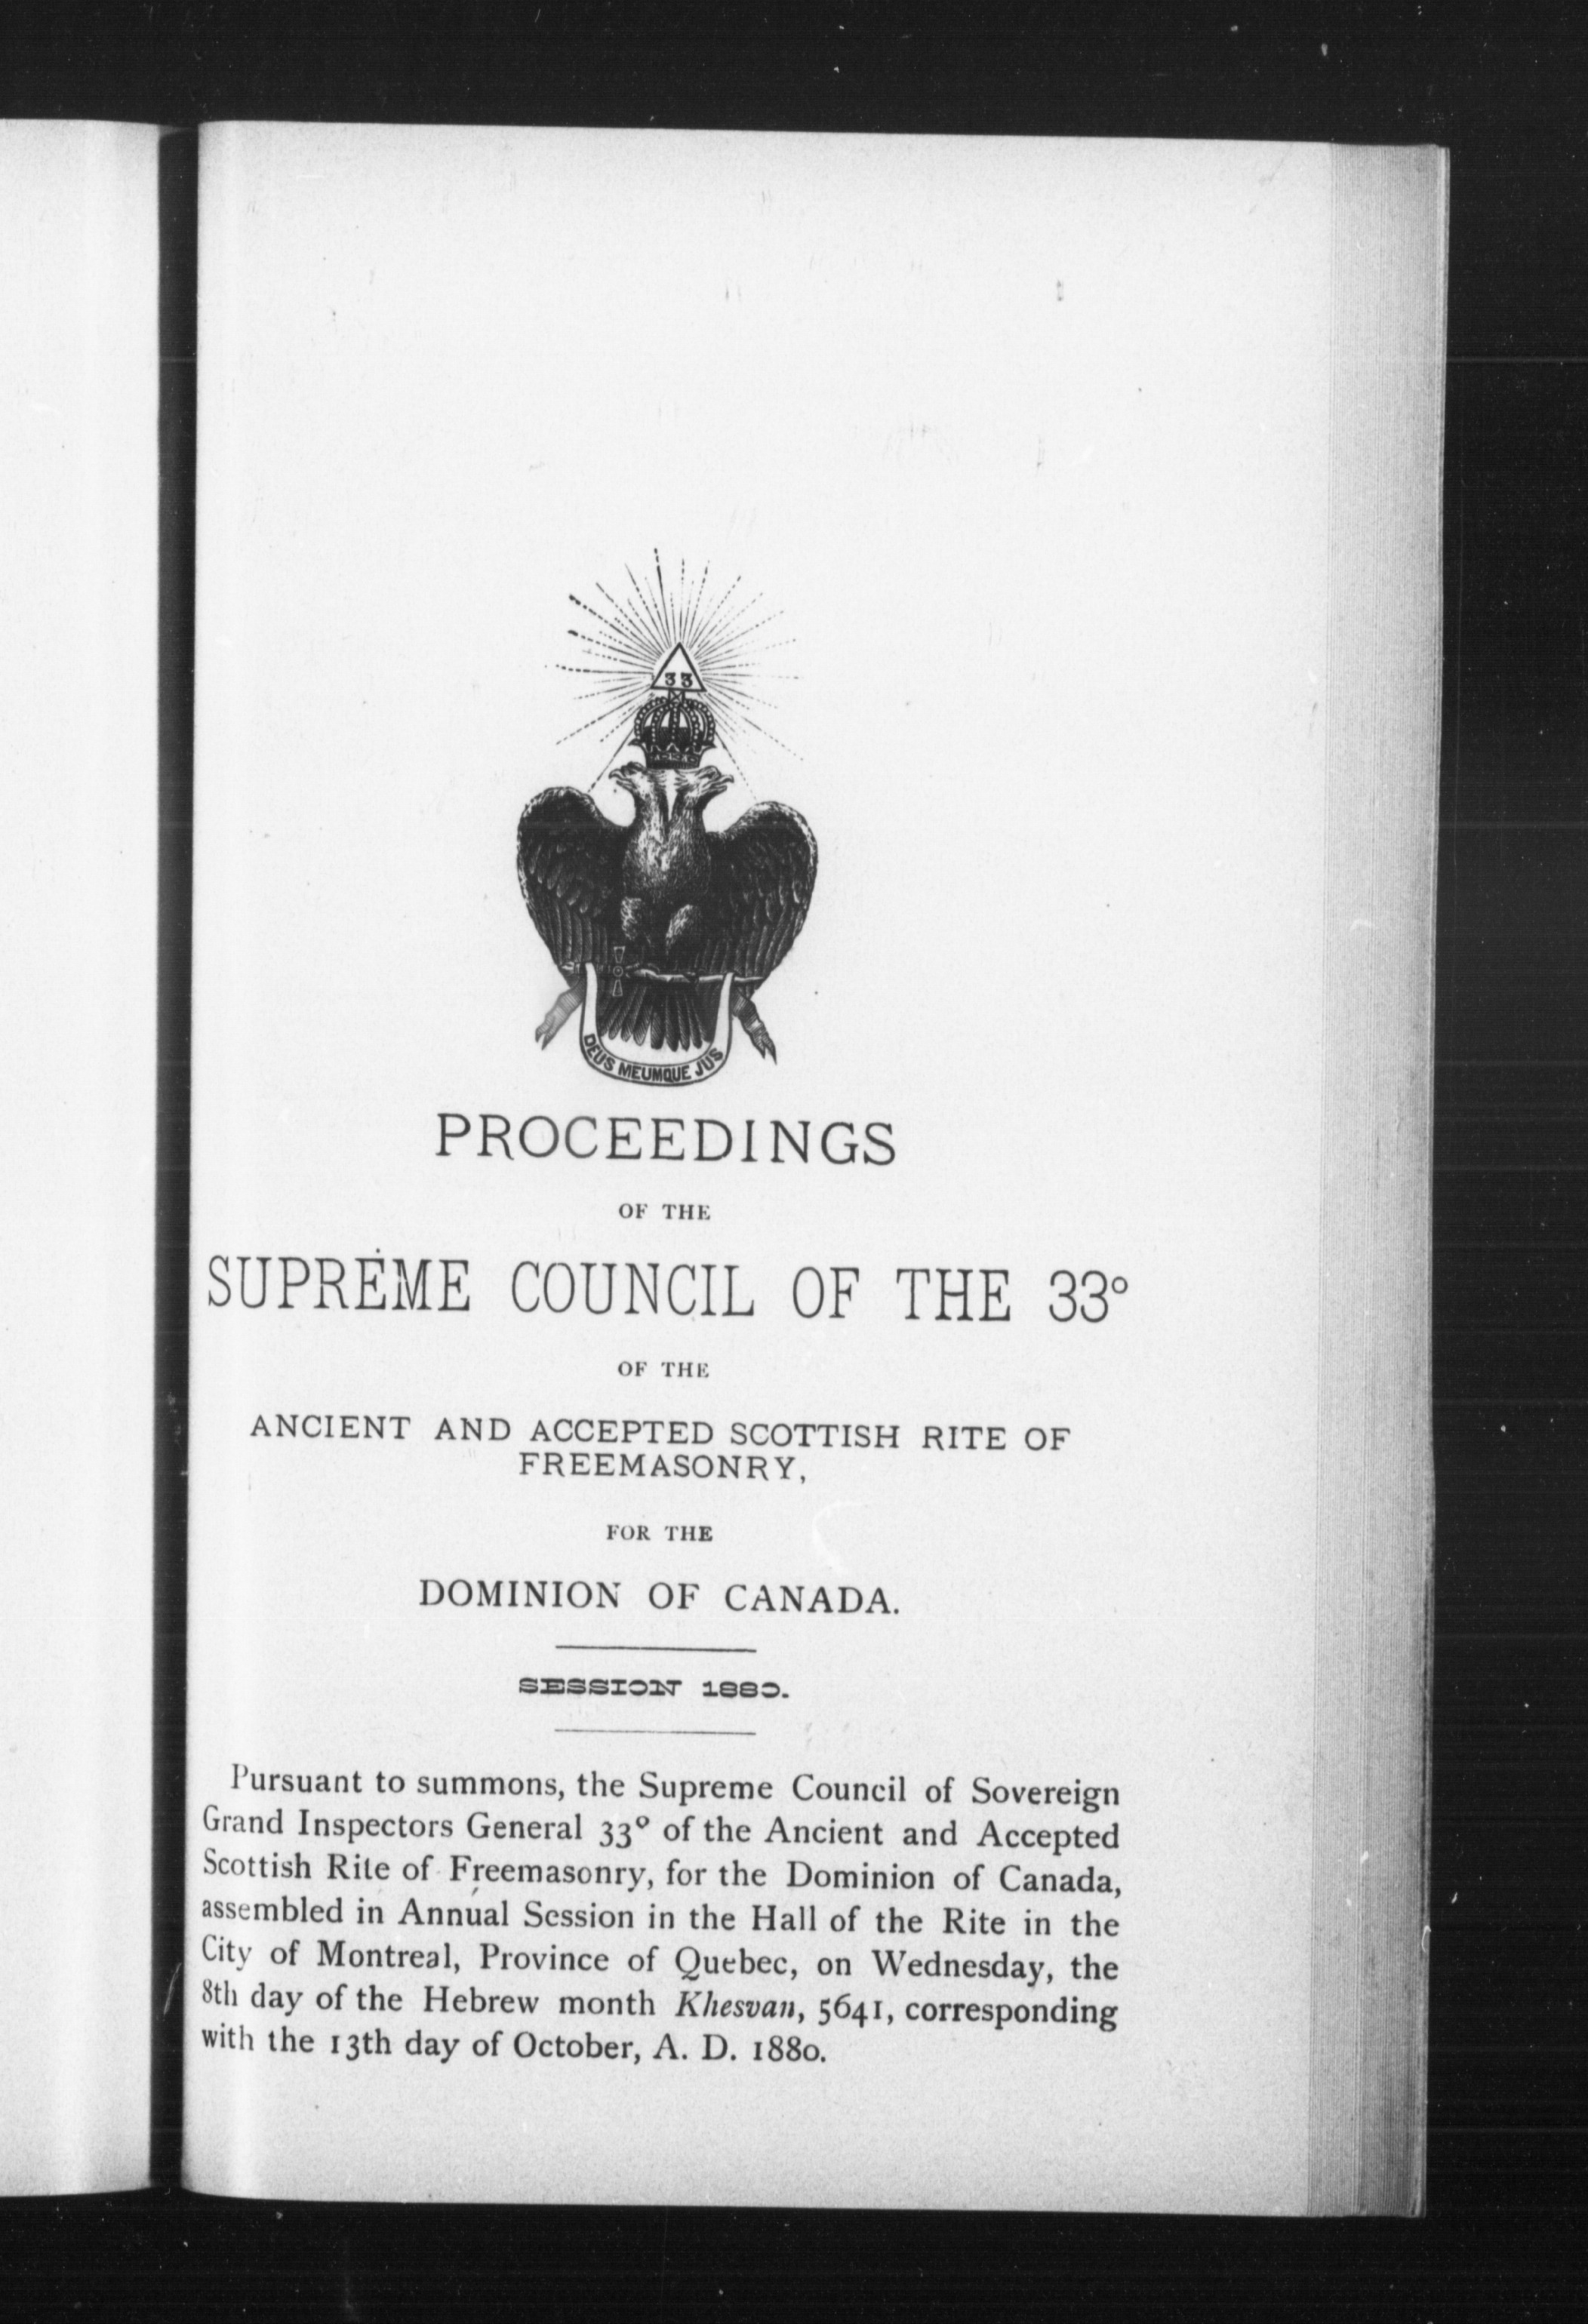 33
DEUS MEUMQUE JUS
PROCEEDINGS
OF THE
SUPREME COUNCIL OF THE 33°
OF THE
ANCIENT AND ACCEPTED SCOTTISH RITE OF
FREEMASONRY,
FOR THE
DOMINION OF CANADA.
SESSION 1880.
Pursuant to summons, the Supreme Council of Sovereign
Grand Inspectors General 33° of the Ancient and Accepted
Scottish Rite of Freemasonry, for the Dominion of Canada,
assembled in Annual Session in the Hall of the Rite in the
City of Montreal, Province of Quebec, on Wednesday, the
8th day of the Hebrew month Khesvan, 5641, corresponding
with the 13th day of October, A. D. 1880.